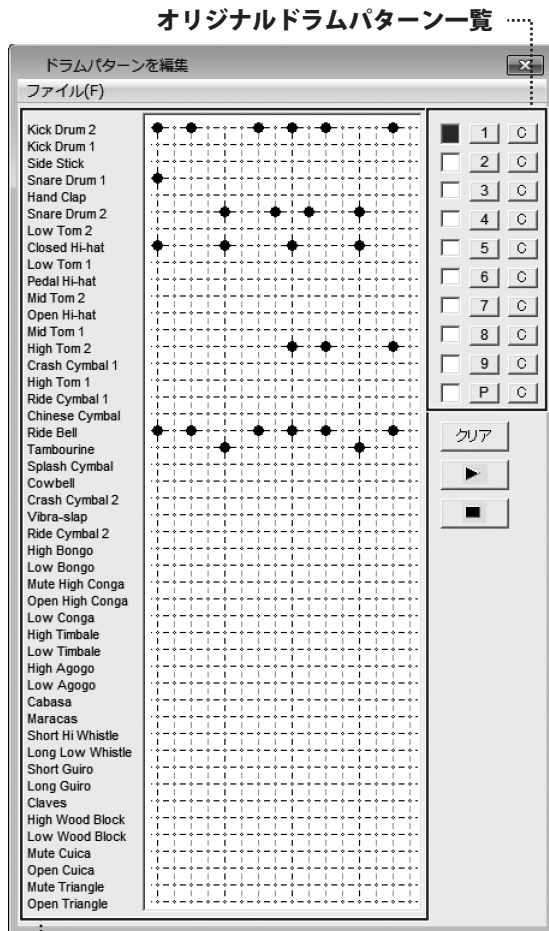 オリジナルドラムパターン一覧
ドラムパターンを編集
ファイル(F)
Kick Drum 2
Kick Drum 1
Side Stick
Snare Drum 1
Hand Clap
Snare Drum 2
Low Tom 2
Closed Hi-hat
Low Tom 1
Pedal Hi-hat
Mid Tom 2
Open Hi-hat
Mid Tom 1
High Tom 2
Crash Cymbal 1
High Tom 1
Ride Cymbal 1
Chinese Cymbal
Ride Bell
Tambourine
Splash Cymbal
Cowbell
Crash Cymbal 2
Vibra-slap
Ride Cymbal 2
High Bongo
Low Bongo
Mute High Conga
Open High Conga
Low Conga
High Timbale
Low Timbale
High Agogo
Low Agogo
Cabasa
Maracas
Short Hi Whistle
Long Low Whistle
Short Guiro
Long Guiro
Claves
High Wood Block
Low Wood Block
Mute Cuica
Open Cuica
Mute Triangle
Open Triangle
1 C
2 C
3 C
4 C
5 C
6 C
7 C
8 C
9 C
P C
クリア